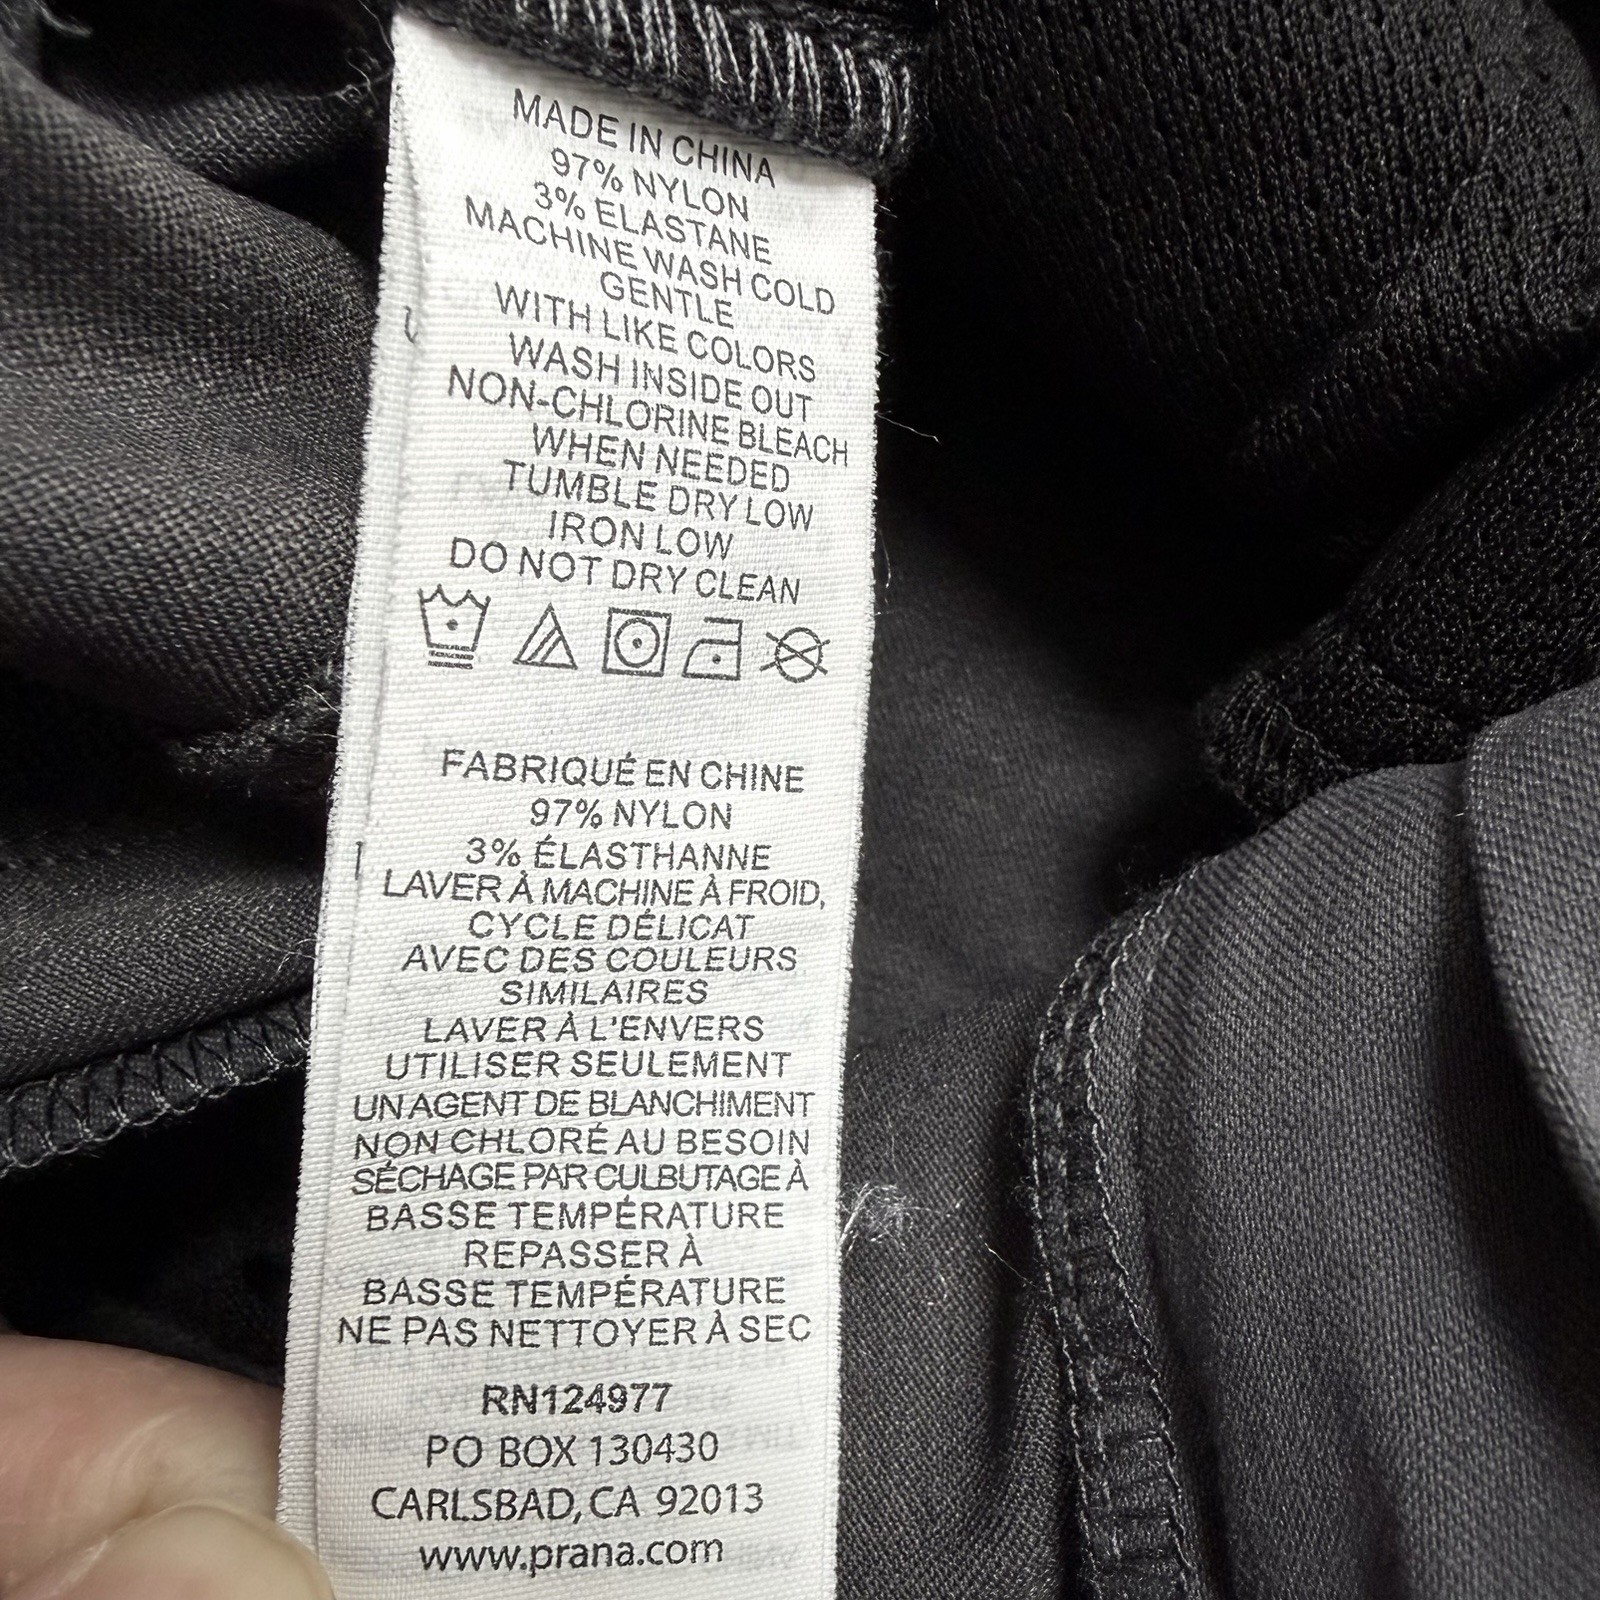 MADE IN CHINA
97% NYLON
3% ELASTANE
MACHINE WASH COLD
GENTLE
WITH LIKE COLORS
WASH INSIDE OUT
NON-CHLORINE BLEACH
WHEN NEEDED
TUMBLE DRY LOW
IRON LOW
DO NOT DRY CLEAN
FABRIQUÉ EN CHINE
97% NYLON
3% ÉLASTHANNE
LAVER À MACHINE À FROID,
CYCLE DÉLICAT
AVEC DES COULEURS
SIMILAIRES
LAVER À L'ENVERS
UTILISER SEULEMENT
UN AGENT DE BLANCHIMENT
NON CHLORÉ AU BESOIN
SÉCHAGE PAR CULBUTAGE À
BASSE TEMPÉRATURE
REPASSER À
BASSE TEMPÉRATURE
NE PAS NETTOYER À SEC
RN124977
PO BOX 130430
CARLSBAD, CA 92013
www.prana.com